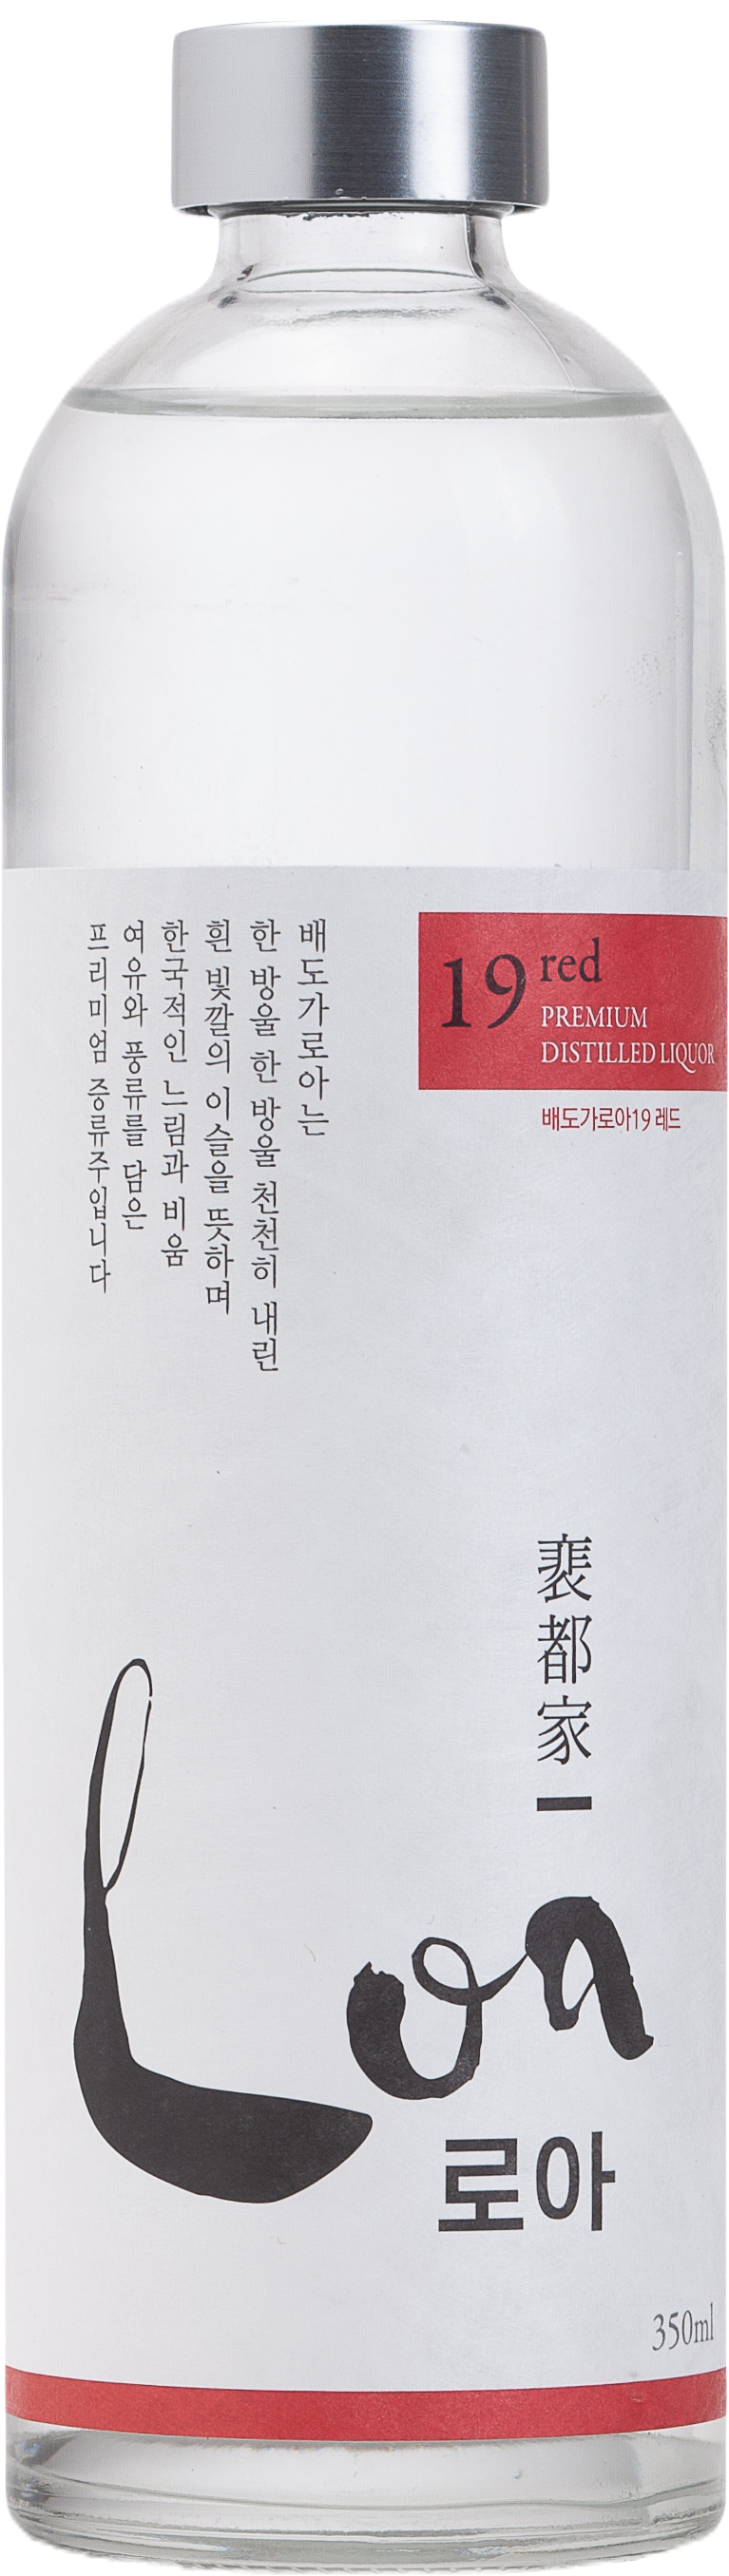 배도가로아는
한 방울 한 방울 천천히 내린
흰 빛깔의 이슬을 뜻하며
한국적인 느림과 비움
여유와 풍류를 담은
프리미엄 증류주입니다
19 red
PREMIUM
DISTILLED LIQUOR
배도가로아19 레드
裵都家
Loa
로아
350ml